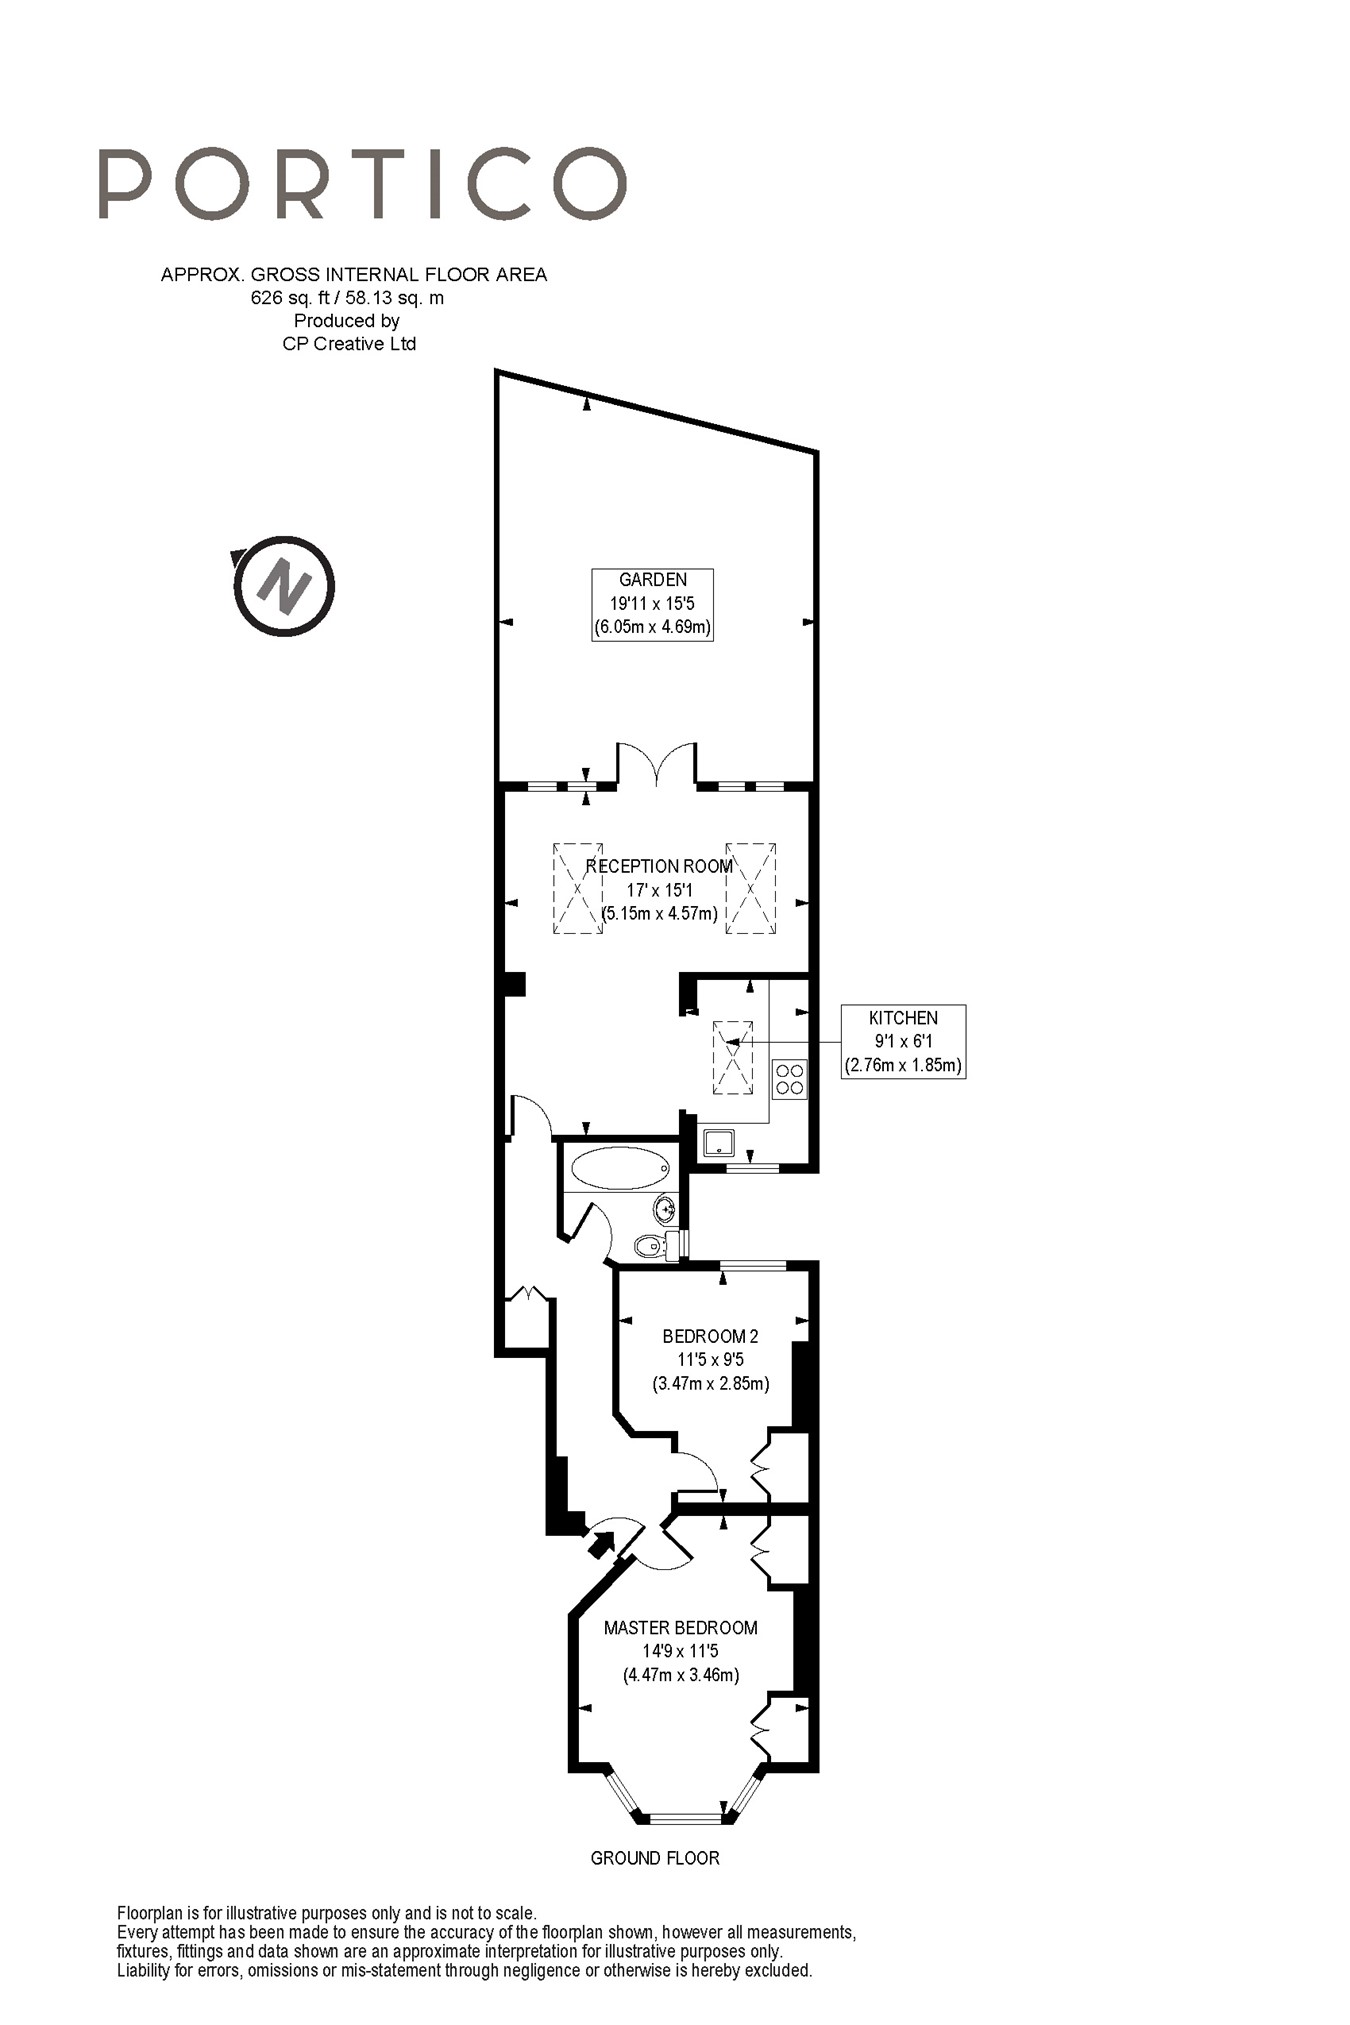 PORTICO
APPROX. GROSS INTERNAL FLOOR AREA
626 sq. ft / 58.13 sq. m
Produced by
CP Creative Ltd
N
GARDEN
19'11 x 15'5
(6.05m x 4.69m)
RECEPTION ROOM
17' x 15'1
(5.15m x 4.57m)
KITCHEN
9'1 x 6'1
(2.76m x 1.85m)
BEDROOM 2
11'5 x 9'5
(3.47m x 2.85m)
MASTER BEDROOM
14'9 x 11'5
(4.47m x 3.46m)
GROUND FLOOR
Floorplan is for illustrative purposes only and is not to scale.
Every attempt has been made to ensure the accuracy of the floorplan shown, however all measurements,
fixtures, fittings and data shown are an approximate interpretation for illustrative purposes only.
Liability for errors, omissions or mis-statement through negligence or otherwise is hereby excluded.